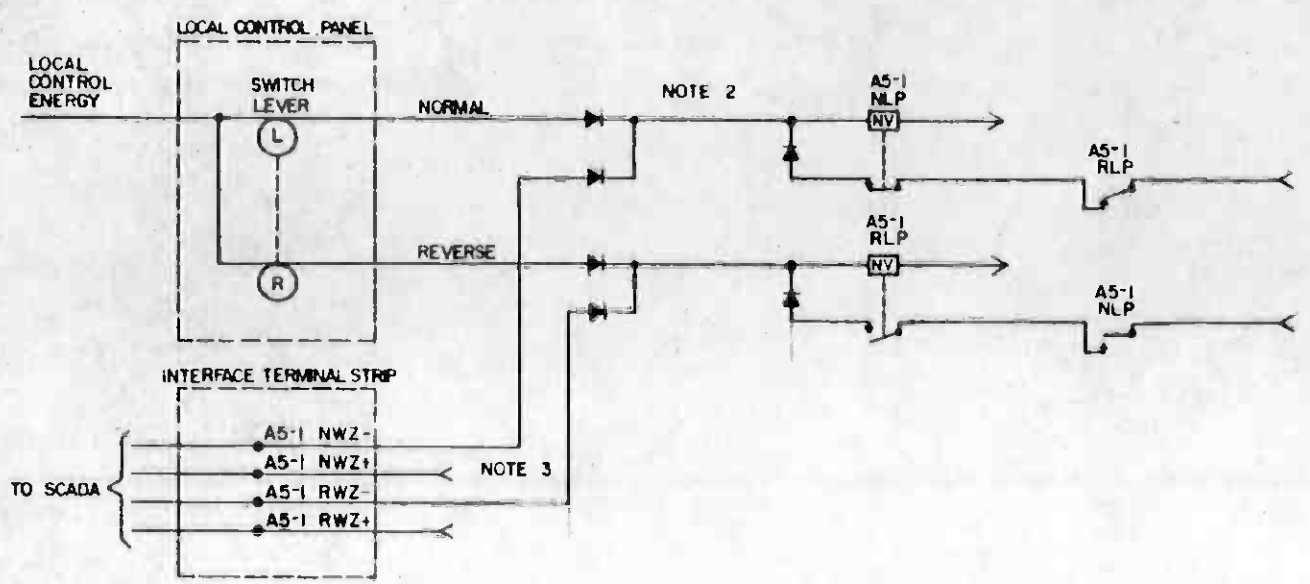 LOCAL CONTROL PANEL
LOCAL
CONTROL
ENERGY
SWITCH
LEVER
L
R
NORMAL
REVERSE
NOTE 2
A5-1
NLP
NV
A5-1
RLP
A5-1
RLP
NV
A5-1
NLP
INTERFACE TERMINAL STRIP
TO SCADA
A5-1 NWZ-
A5-1 NWZ+
A5-1 RWZ-
A5-1 RWZ+
NOTE 3